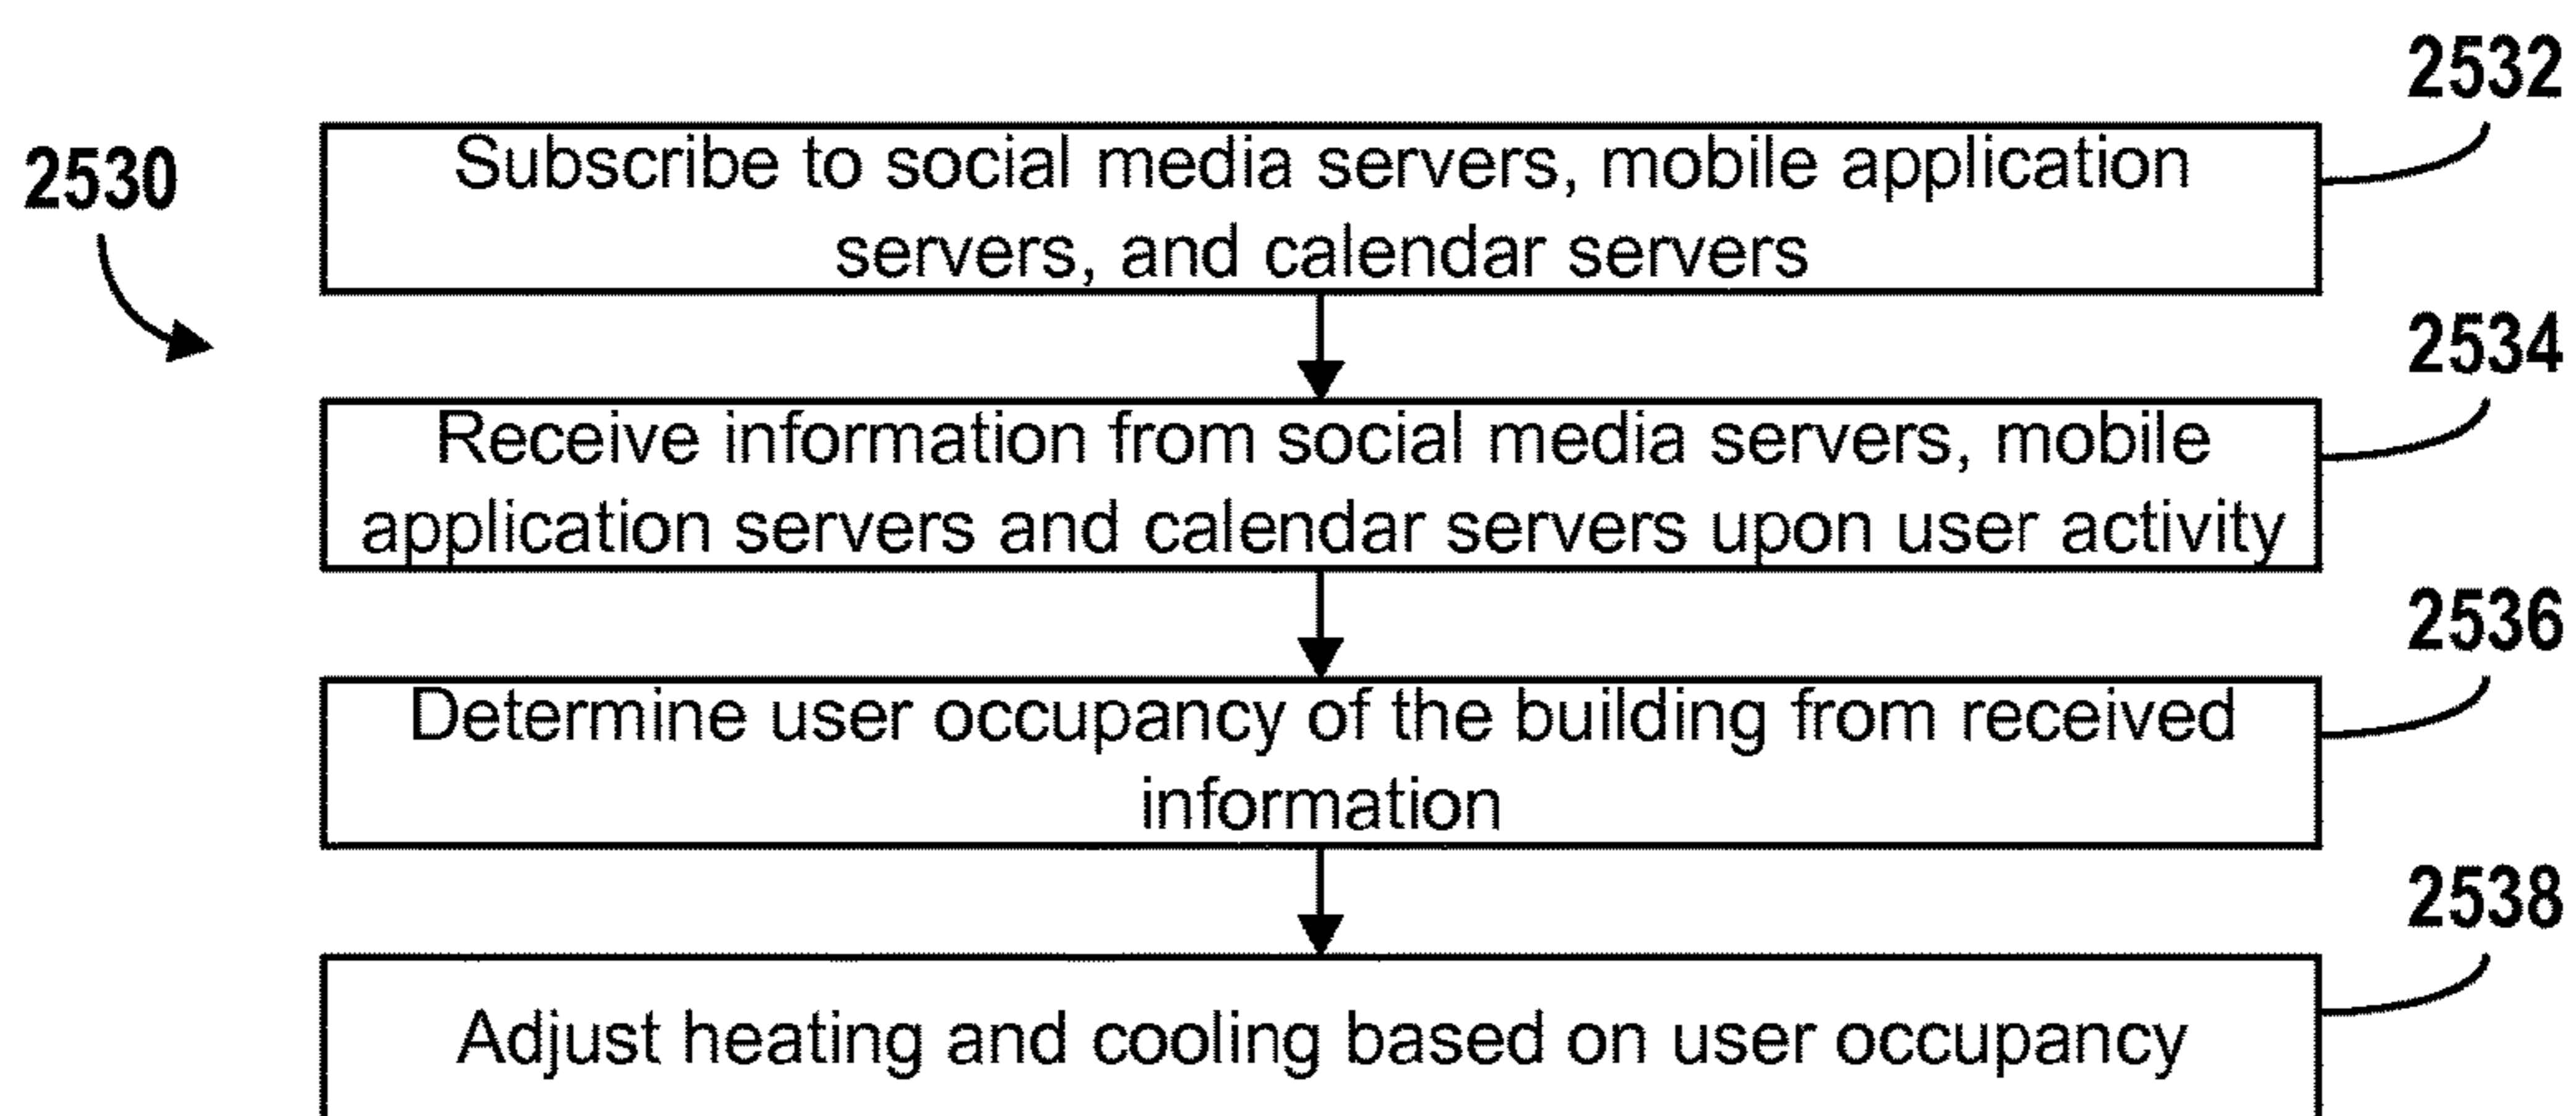 2532
2530
Subscribe to social media servers, mobile application
servers, and calendar servers
2534
Receive information from social media servers, mobile
application servers and calendar servers upon user activity
2536
Determine user occupancy of the building from received
information
2538
Adjust heating and cooling based on user occupancy